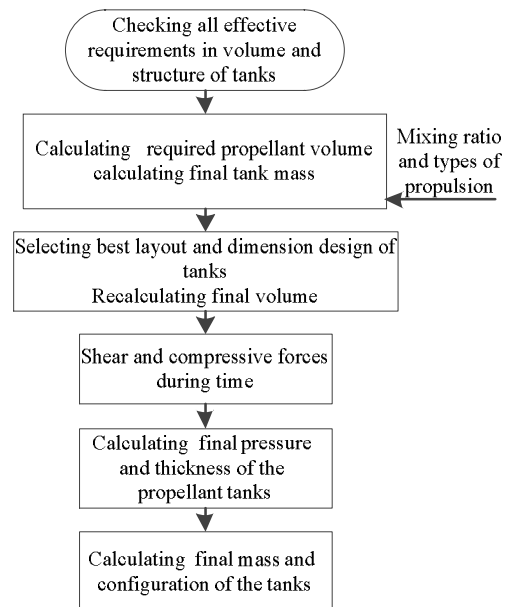 Checking all effective
requirements in volume and
structure of tanks
Calculating required propellant volume
calculating final tank mass
Mixing ratio
and types of
propulsion
Selecting best layout and dimension design of
tanks
Recalculating final volume
Shear and compressive forces
during time
Calculating final pressure
and thickness of the
propellant tanks
Calculating final mass and
configuration of the tanks